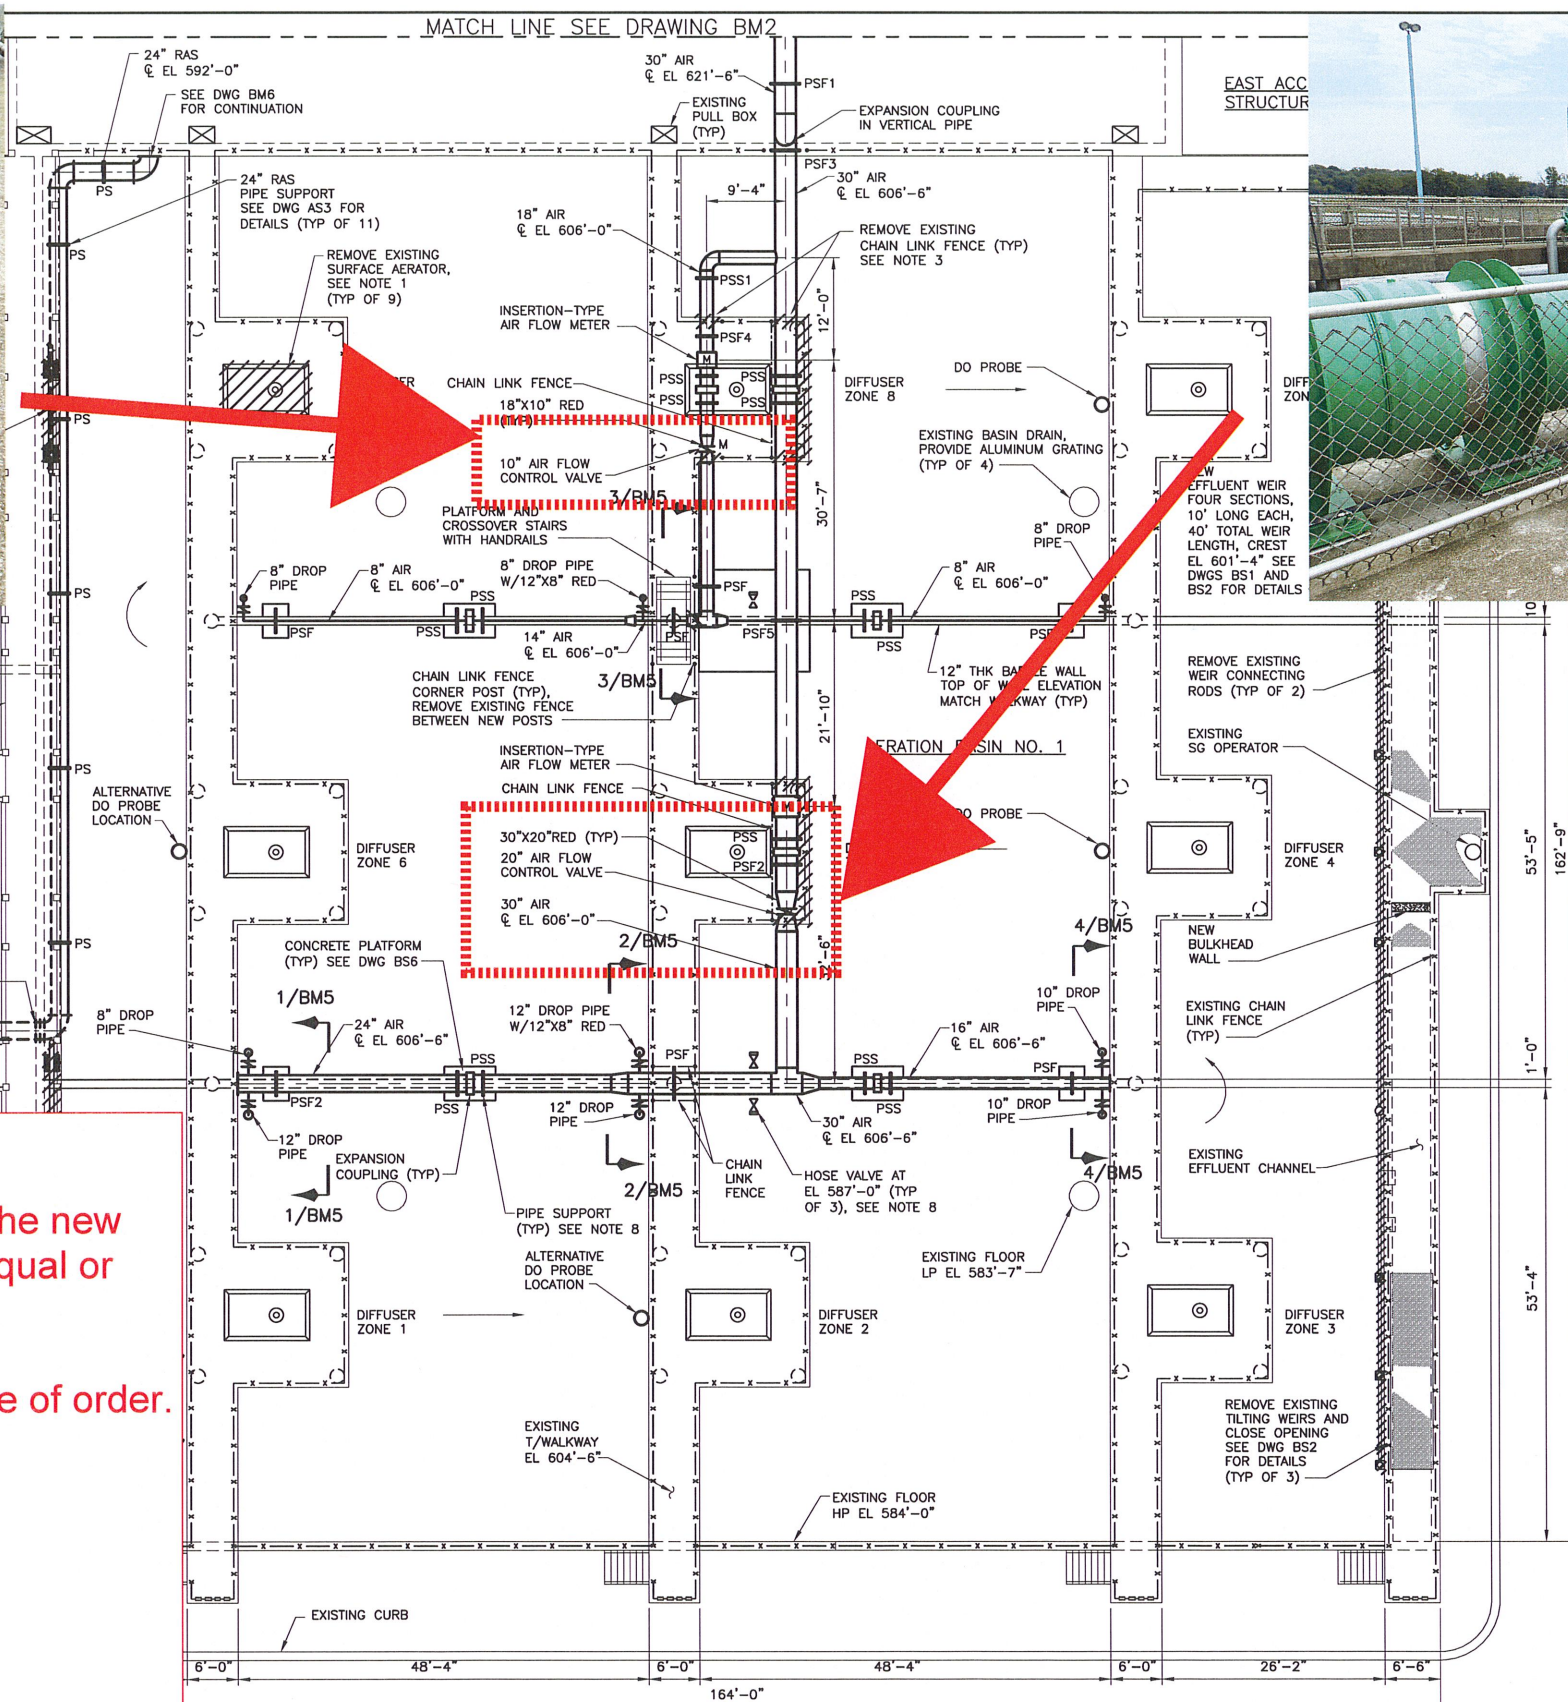 MATCH LINE SEE DRAWING BM2
24" RAS
℄ EL 592'-0"
SEE DWG BM6
FOR CONTINUATION
30" AIR
℄ EL 621'-6"
PSF1
EXISTING
PULL BOX
(TYP)
EXPANSION COUPLING
IN VERTICAL PIPE
EAST ACC
STRUCTUR
PS
24" RAS
PIPE SUPPORT
SEE DWG AS3 FOR
DETAILS (TYP OF 11)
PS
PSF3
30" AIR
℄ EL 606'-6"
9'-4"
18" AIR
℄ EL 606'-0"
REMOVE EXISTING
CHAIN LINK FENCE (TYP)
SEE NOTE 3
REMOVE EXISTING
SURFACE AERATOR,
SEE NOTE 1
(TYP OF 9)
PSS1
INSERTION-TYPE
AIR FLOW METER
PSF4
12'-0"
M
CHAIN LINK FENCE
PSS
PSS
PSS
PSS
DIFFUSER
ZONE 8
DO PROBE
18"X10" RED
(TYP)
M
PS
10" AIR FLOW
CONTROL VALVE
EXISTING BASIN DRAIN,
PROVIDE ALUMINUM GRATING
(TYP OF 4)
30'-7"
3/BM5
PLATFORM AND
CROSSOVER STAIRS
WITH HANDRAILS
8" DROP
PIPE
EFFLUENT WEIR
FOUR SECTIONS,
10' LONG EACH,
40' TOTAL WEIR
LENGTH, CREST
EL 601'-4" SEE
DWGS BS1 AND
BS2 FOR DETAILS
8" DROP
PIPE
8" AIR
℄ EL 606'-0"
8" DROP PIPE
W/12"X8" RED
8" AIR
℄ EL 606'-0"
PS
PSS
PSF
PSS
PSF
PSS
PSF
PSF5
PSS
14" AIR
℄ EL 606'-0"
12" THK BAFFLE WALL
TOP OF WALL ELEVATION
MATCH WALKWAY (TYP)
REMOVE EXISTING
WEIR CONNECTING
RODS (TYP OF 2)
3/BM5
CHAIN LINK FENCE
CORNER POST (TYP),
REMOVE EXISTING FENCE
BETWEEN NEW POSTS
21'-10"
ERATION BASIN NO. 1
EXISTING
SG OPERATOR
INSERTION-TYPE
AIR FLOW METER
CHAIN LINK FENCE
PS
ALTERNATIVE
DO PROBE
LOCATION
DO PROBE
30"X20"RED (TYP)
PSS
PSF2
20" AIR FLOW
CONTROL VALVE
DIFFUSER
ZONE 6
DIFFUSER
ZONE 4
53'-5"
162'-9"
30" AIR
℄ EL 606'-0"
PS
CONCRETE PLATFORM
(TYP) SEE DWG BS6
2/BM5
4/BM5
NEW
BULKHEAD
WALL
1/BM5
8" DROP
PIPE
24" AIR
℄ EL 606'-6"
12" DROP PIPE
W/12"X8" RED
10" DROP
PIPE
16" AIR
℄ EL 606'-6"
EXISTING CHAIN
LINK FENCE
(TYP)
1'-0"
PSS
PSF
PSS
PSF
PSF2
PSS
PSS
12" DROP
PIPE
12" DROP
PIPE
10" DROP
PIPE
30" AIR
℄ EL 606'-6"
EXPANSION
COUPLING (TYP)
CHAIN
LINK
FENCE
HOSE VALVE AT
EL 587'-0" (TYP
OF 3), SEE NOTE 8
EXISTING
EFFLUENT CHANNEL
1/BM5
2/BM5
4/BM5
PIPE SUPPORT
(TYP) SEE NOTE 8
he new
qual or
e of order.
ALTERNATIVE
DO PROBE
LOCATION
EXISTING FLOOR
LP EL 583'-7"
53'-4"
DIFFUSER
ZONE 1
DIFFUSER
ZONE 2
DIFFUSER
ZONE 3
EXISTING
T/WALKWAY
EL 604'-6"
REMOVE EXISTING
TILTING WEIRS AND
CLOSE OPENING
SEE DWG BS2
FOR DETAILS
(TYP OF 3)
EXISTING FLOOR
HP EL 584'-0"
EXISTING CURB
6'-0"
48'-4"
6'-0"
48'-4"
6'-0"
26'-2"
6'-6"
164'-0"